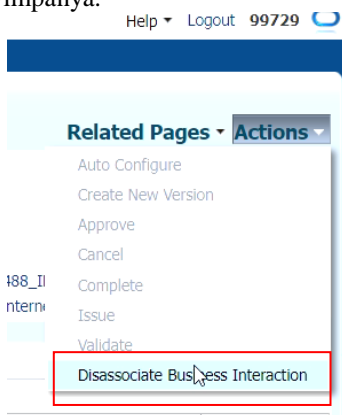 Help Logout 99729
Related Pages Actions
Auto Configure
Create New Version
Approve
Cancel
Complete
Issue
Validate
Disassociate Business Interaction